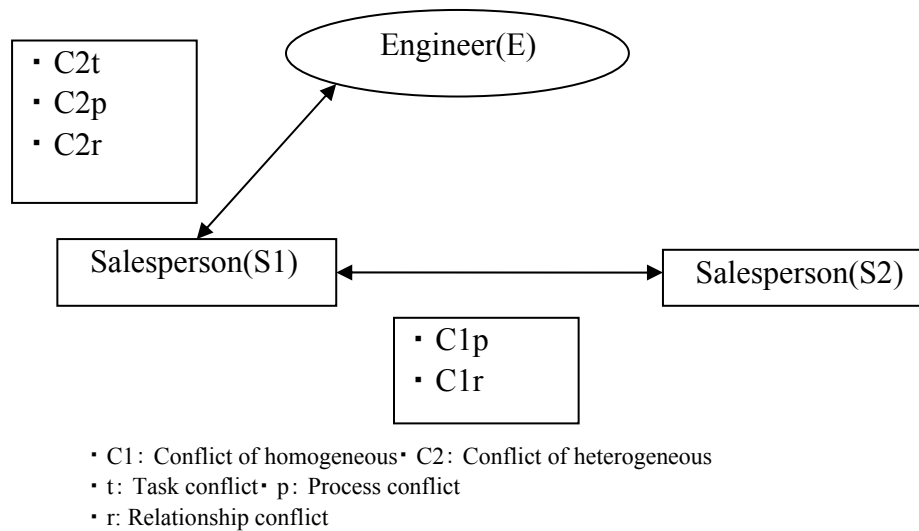 Engineer(E)
・C2t
・C2p
・C2r
Salesperson(S1)
Salesperson(S2)
・C1p
・C1r
・C1: Conflict of homogeneous・C2: Conflict of heterogeneous
・t: Task conflict・p: Process conflict
・r: Relationship conflict